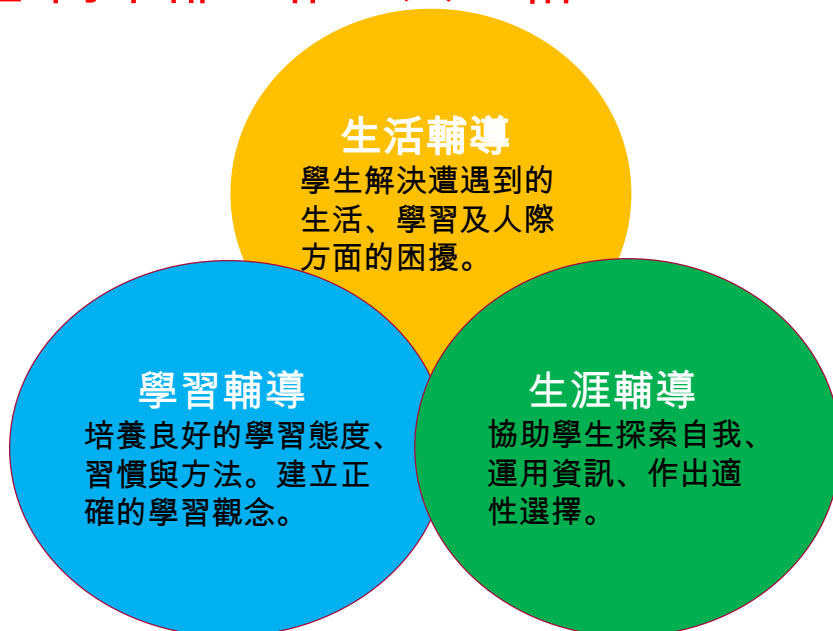 生活輔導
學生解決遭遇到的
生活、學習及人際
方面的困擾。
學習輔導
培養良好的學習態度、
習慣與方法。建立正
確的學習觀念。
生涯輔導
協助學生探索自我、
運用資訊、作出適
性選擇。